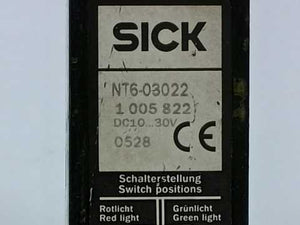 SICK
NT6-03022
1 005 822
DC10...30V
CE
0528
Schalterstellung
Switch positions
Rotlicht
Red light
Grünlicht
Green light